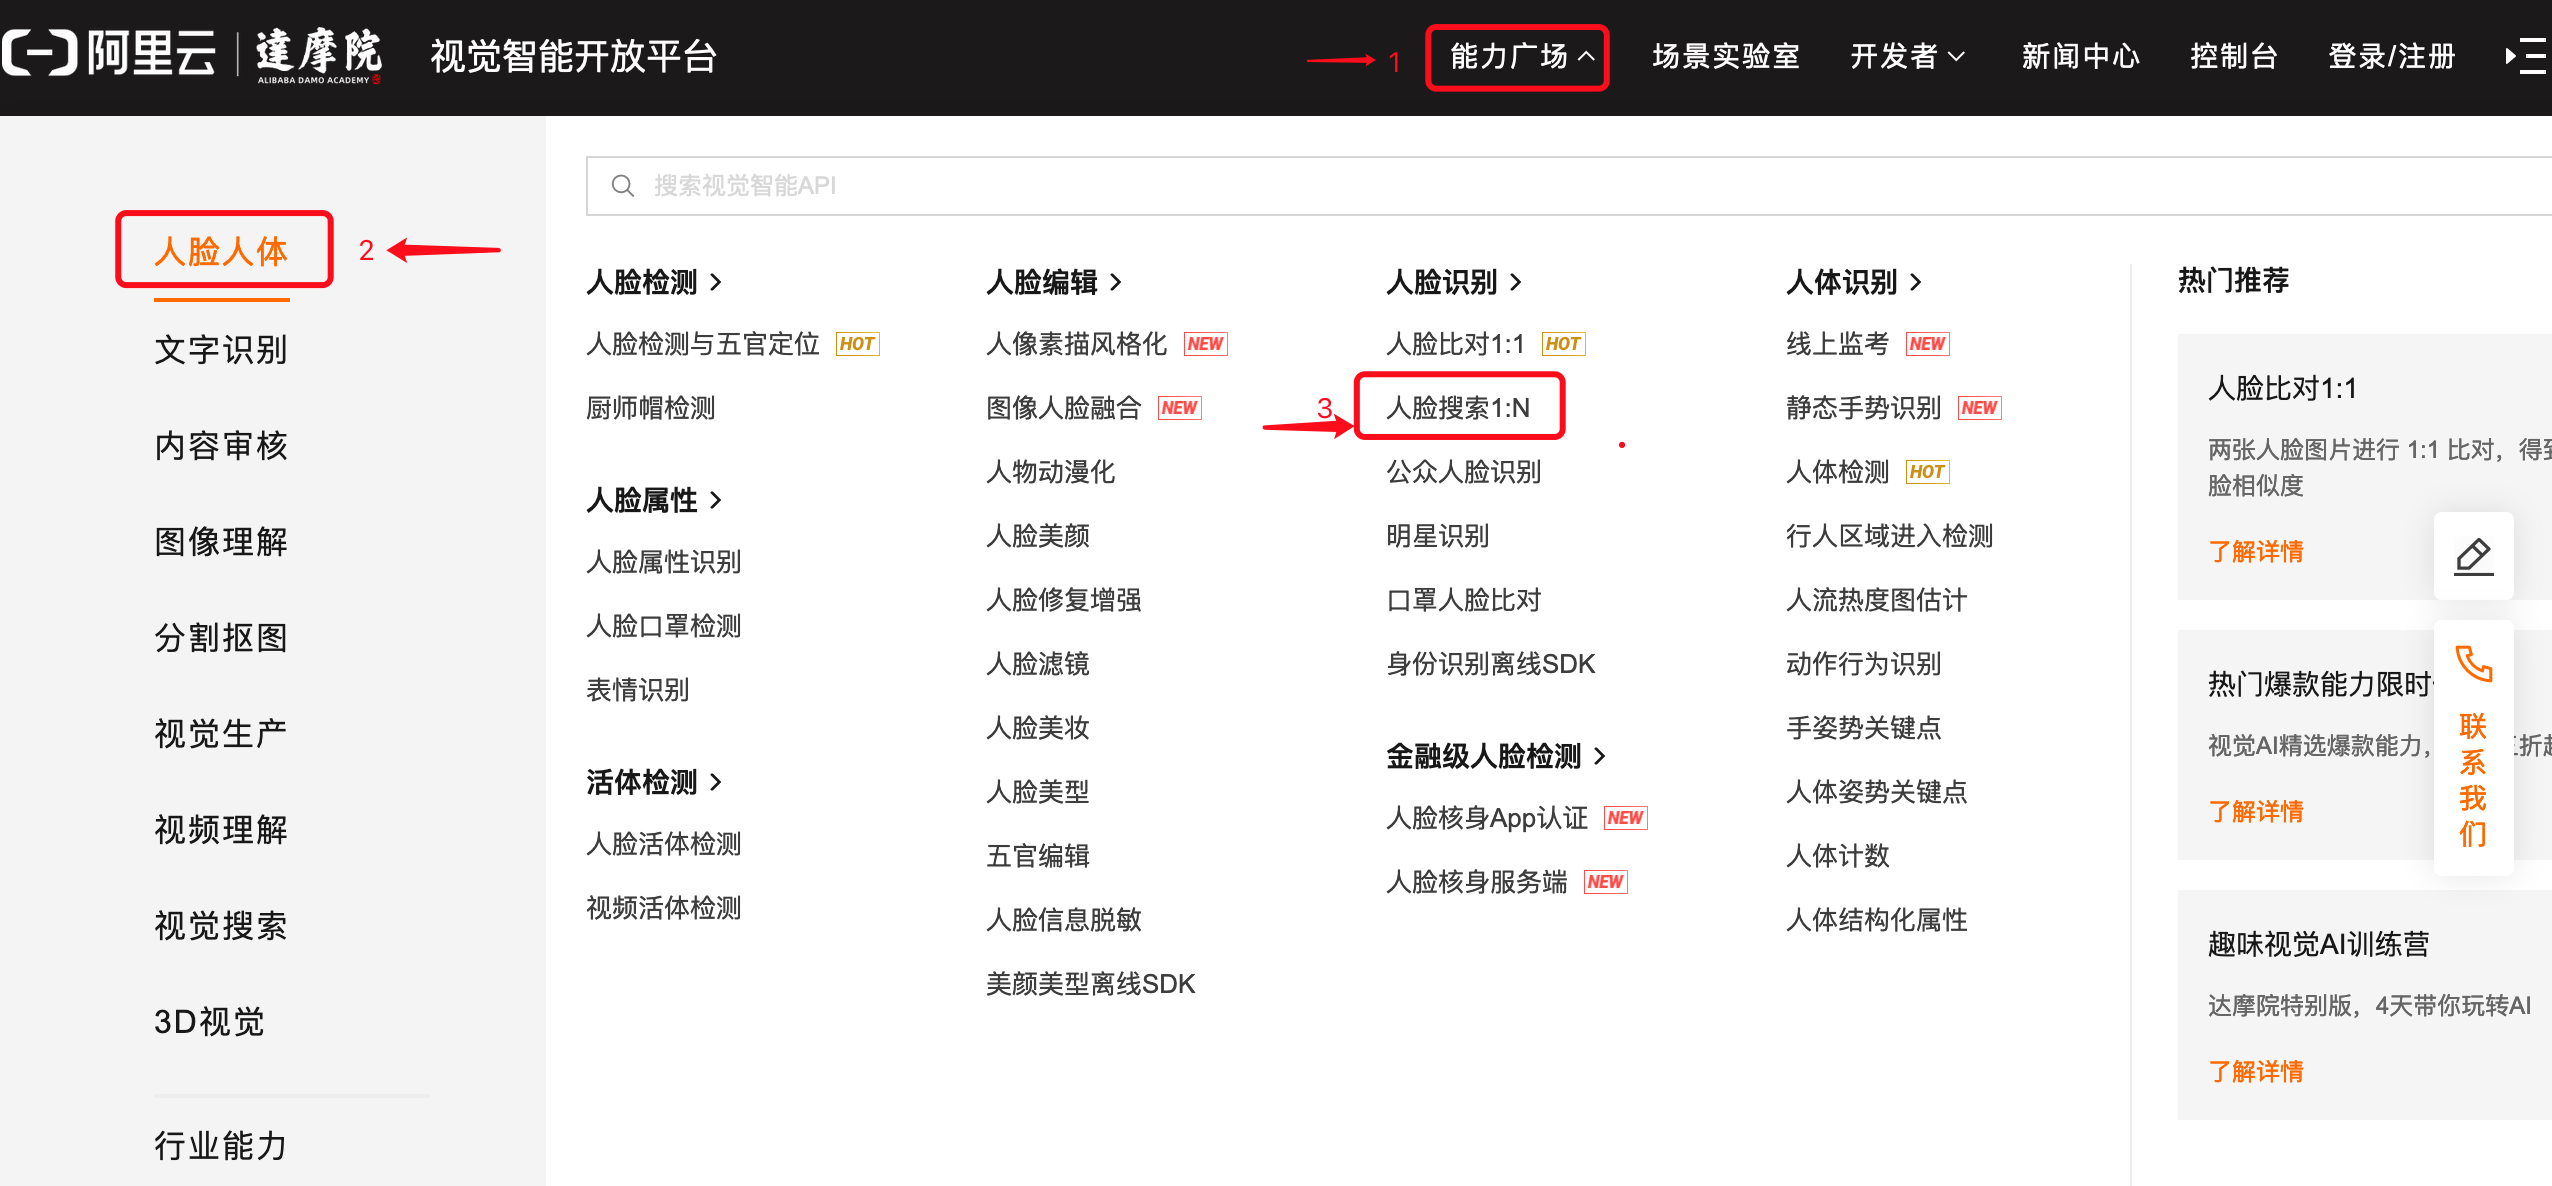 阿里云
達摩院
ALIBABA DAMO ACADEMY
视觉智能开放平台
1
能力广场
场景实验室
开发者
新闻中心
控制台
登录/注册
搜索视觉智能API
人脸人体
2
文字识别
内容审核
图像理解
分割抠图
视觉生产
视频理解
视觉搜索
3D视觉
行业能力
人脸检测
人脸检测与五官定位 HOT
厨师帽检测
人脸属性
人脸属性识别
人脸口罩检测
表情识别
活体检测
人脸活体检测
视频活体检测
人脸编辑
人像素描风格化 NEW
图像人脸融合 NEW
人物动漫化
人脸美颜
人脸修复增强
人脸滤镜
人脸美妆
人脸美型
五官编辑
人脸信息脱敏
美颜美型离线SDK
人脸识别
人脸比对1:1 HOT
3
人脸搜索1:N
公众人脸识别
明星识别
口罩人脸比对
身份识别离线SDK
金融级人脸检测
人脸核身App认证 NEW
人脸核身服务端 NEW
人体识别
线上监考 NEW
静态手势识别 NEW
人体检测 HOT
行人区域进入检测
人流热度图估计
动作行为识别
手姿势关键点
人体姿势关键点
人体计数
人体结构化属性
热门推荐
人脸比对1:1
两张人脸图片进行 1:1 比对，得
脸相似度
了解详情
热门爆款能力限时
视觉AI精选爆款能力，
折
了解详情
趣味视觉AI训练营
达摩院特别版，4天带你玩转AI
了解详情
联系我们